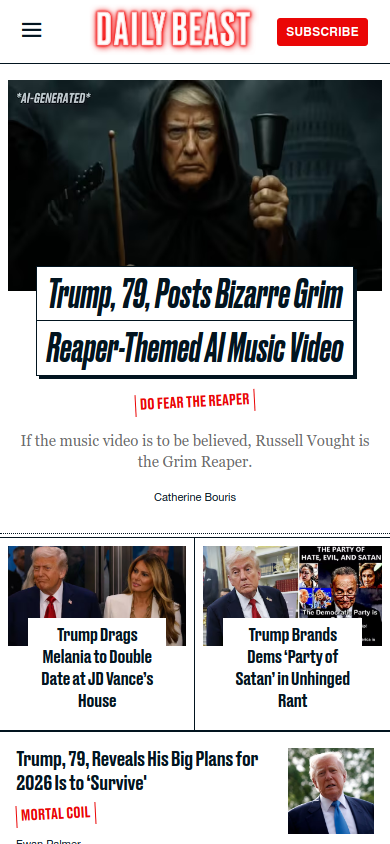 DAILY BEAST
SUBSCRIBE
*AI-GENERATED*
Trump, 79, Posts Bizarre Grim
Reaper-Themed AI Music Video
DO FEAR THE REAPER
If the music video is to be believed, Russell Vought is
the Grim Reaper.
Catherine Bouris
Trump Drags
Melania to Double
Date at JD Vance’s
House
THE PARTY OF
HATE, EVIL, AND SATAN
The Democratic Party is
Trump Brands
Dems ‘Party of
Satan’ in Unhinged
Rant
Trump, 79, Reveals His Big Plans for
2026 Is to ‘Survive’
MORTAL COIL
Ewan Palmer